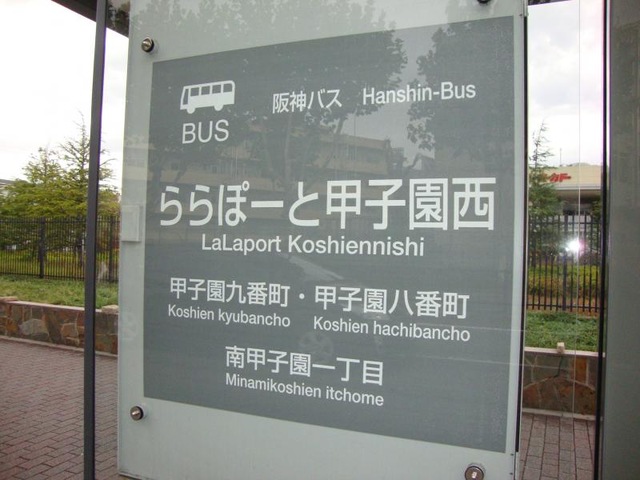 阪神バス Hanshin-Bus
BUS
ららぽーと甲子園西
LaLaport Koshiennishi
甲子園九番町・甲子園八番町
Koshien kyubancho Koshien hachibancho
南甲子園一丁目
Minamikoshien itchome